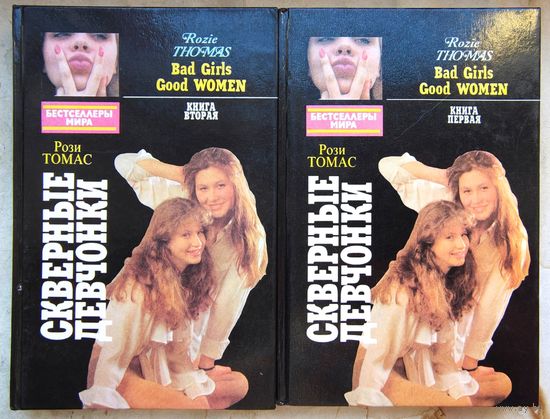 Rozie
THOMAS
Bad Girls
Good WOMEN
КНИГА
ВТОРАЯ
БЕСТСЕЛЛЕРЫ
МИРА
Рози
ТОМАС
СКВЕРНЫЕ
ДЕВЧОНКИ
Rozie
THOMAS
Bad Girls
Good WOMEN
КНИГА
ПЕРВАЯ
БЕСТСЕЛЛЕРЫ
МИРА
Рози
ТОМАС
СКВЕРНЫЕ
ДЕВЧОНКИ